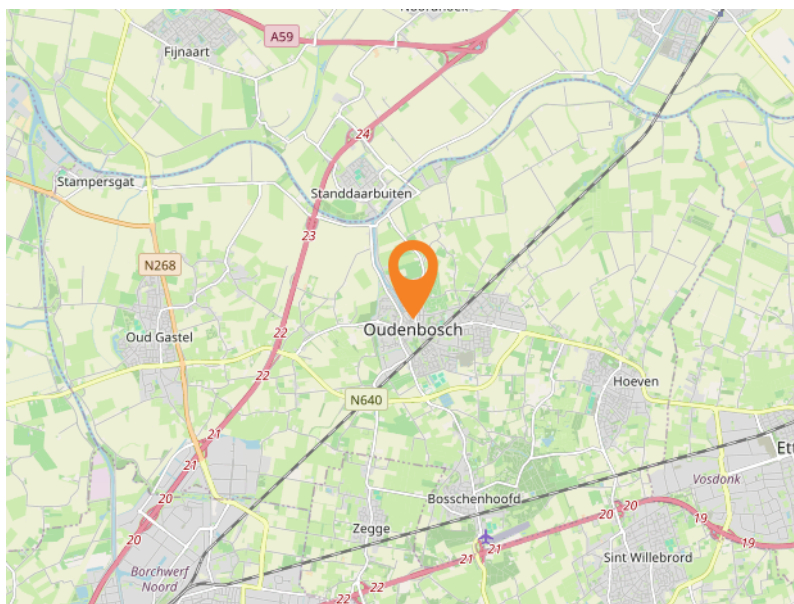 A59
Fijnaart
24
Stampersgat
Standdaarbuiten
23
N268
22
Oudenbosch
Oud Gastel
22
Hoeven
N640
21
21
Ett
Vosdonk
20
Bosschenhoofd
20
20
19
19
Zegge
20
21
21
Sint Willebrord
Borchwerf
Noord
22
22